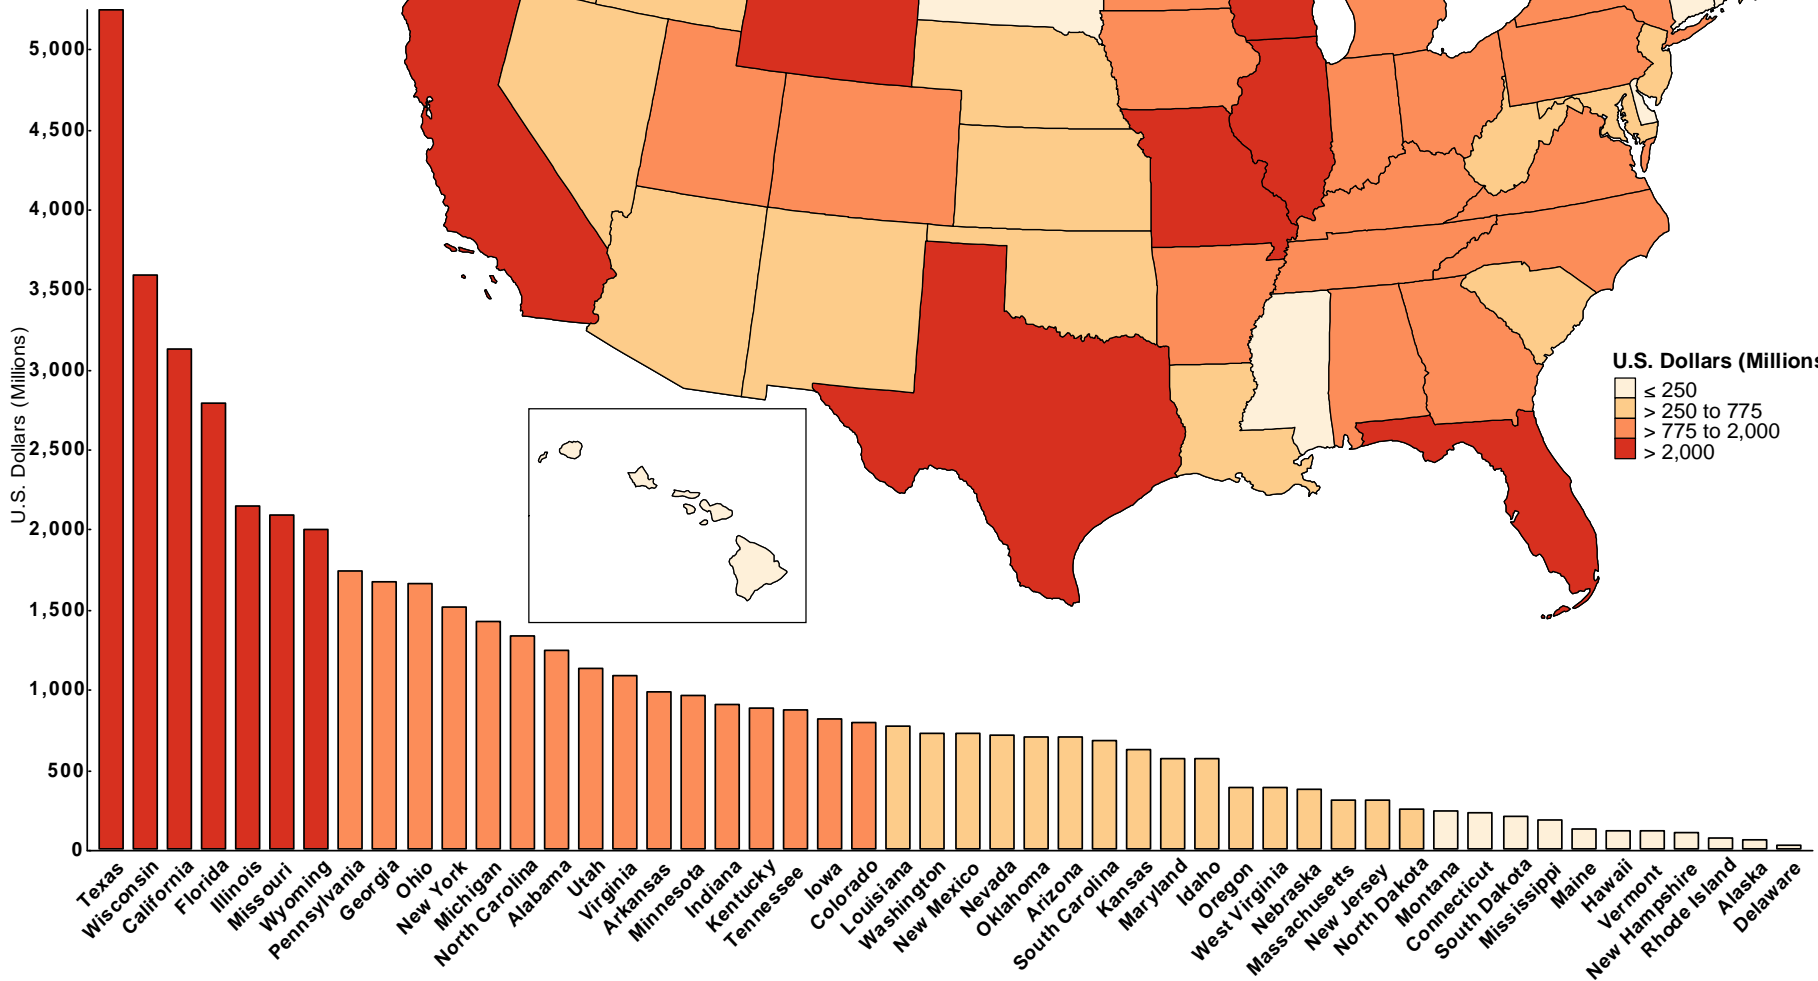 5,000
4,500
4,000
3,500
3,000
2,500
2,000
1,500
1,000
500
0
U.S. Dollars (Millions)
U.S. Dollars (Millions
≤ 250
> 250 to 775
> 775 to 2,000
> 2,000
Texas
Wisconsin
California
Florida
Illinois
Missouri
Wyoming
Pennsylvania
Georgia
Ohio
New York
Michigan
North Carolina
Alabama
Utah
Virginia
Arkansas
Minnesota
Indiana
Kentucky
Tennessee
Iowa
Colorado
Louisiana
Washington
New Mexico
Nevada
Oklahoma
Arizona
South Carolina
Kansas
Maryland
Idaho
Oregon
West Virginia
Nebraska
Massachusetts
New Jersey
North Dakota
Montana
Connecticut
South Dakota
Mississippi
Maine
Hawaii
Vermont
New Hampshire
Rhode Island
Alaska
Delaware